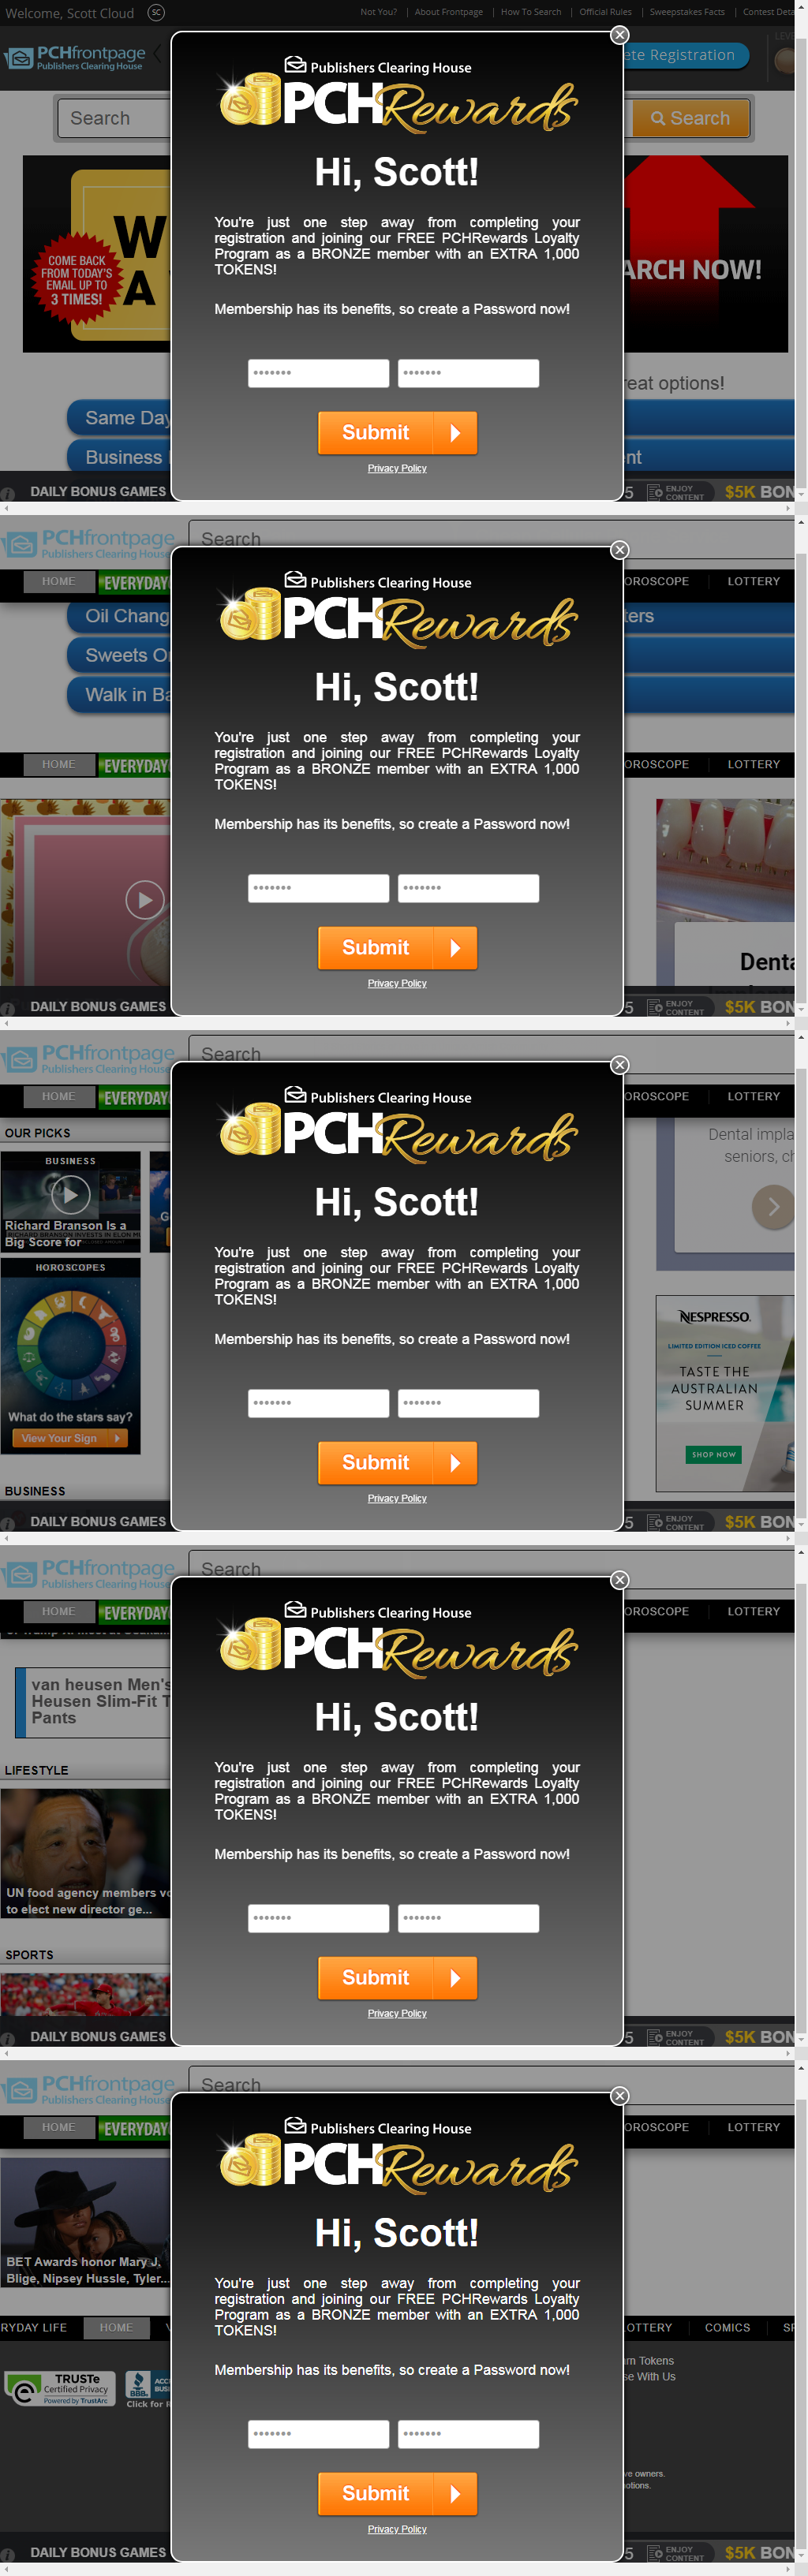 Welcome, Scott Cloud SC
Not You? | About Frontpage | How To Search | Official Rules | Sweepstakes Facts | Contest Deta
PCHfrontpage
Publishers Clearing House
ete Registration
LEVE
Publishers Clearing House
PCHRewards
Search
Search
Hi, Scott!
W
A
COME BACK
FROM TODAY'S
EMAIL UP TO
3 TIMES!
ARCH NOW!
You're just one step away from completing your
registration and joining our FREE PCHRewards Loyalty
Program as a BRONZE member with an EXTRA 1,000
TOKENS!
Membership has its benefits, so create a Password now!
reat options!
Same Day
Submit
Business
nt
Privacy Policy
DAILY BONUS GAMES
5
ENJOY
CONTENT
$5K BON
PCHfrontpage
Publishers Clearing House
Search
HOME
EVERYDAY
OROSCOPE
LOTTERY
Publishers Clearing House
PCHRewards
Oil Chang
ters
Sweets O
Walk in Ba
Hi, Scott!
You're just one step away from completing your
registration and joining our FREE PCHRewards Loyalty
Program as a BRONZE member with an EXTRA 1,000
TOKENS!
HOME
EVERYDAY
OROSCOPE
LOTTERY
Membership has its benefits, so create a Password now!
Submit
Denta
Privacy Policy
DAILY BONUS GAMES
5
ENJOY
CONTENT
$5K BON
PCHfrontpage
Publishers Clearing House
Search
HOME
EVERYDAY
OROSCOPE
LOTTERY
Publishers Clearing House
PCHRewards
OUR PICKS
BUSINESS
Richard Branson Is a
Big Score for
G
Dental impla
seniors, ch
Hi, Scott!
You're just one step away from completing your
registration and joining our FREE PCHRewards Loyalty
Program as a BRONZE member with an EXTRA 1,000
TOKENS!
Membership has its benefits, so create a Password now!
HOROSCOPES
What do the stars say?
View Your Sign
NESPRESSO.
LIMITED EDITION ICED COFFEE
TASTE THE
AUSTRALIAN
SUMMER
SHOP NOW
Submit
Privacy Policy
BUSINESS
DAILY BONUS GAMES
5
ENJOY
CONTENT
$5K BON
PCHfrontpage
Publishers Clearing House
Search
HOME
EVERYDAY
OROSCOPE
LOTTERY
Publishers Clearing House
PCHRewards
van heusen Men's
Heusen Slim-Fit T
Pants
Hi, Scott!
You're just one step away from completing your
registration and joining our FREE PCHRewards Loyalty
Program as a BRONZE member with an EXTRA 1,000
TOKENS!
Membership has its benefits, so create a Password now!
LIFESTYLE
UN food agency members vo
to elect new director ge...
SPORTS
Submit
Privacy Policy
DAILY BONUS GAMES
5
ENJOY
CONTENT
$5K BON
PCHfrontpage
Publishers Clearing House
Search
HOME
EVERYDAY
OROSCOPE
LOTTERY
Publishers Clearing House
PCHRewards
BET Awards honor Mary J.
Blige, Nipsey Hussle, Tyler...
Hi, Scott!
You're just one step away from completing your
registration and joining our FREE PCHRewards Loyalty
Program as a BRONZE member with an EXTRA 1,000
TOKENS!
Membership has its benefits, so create a Password now!
RYDAY LIFE
HOME
OTTERY
COMICS
SP
TRUSTe
Certified Privacy
Powered by TrustArc
BBB
ACC
BUS
Click for R
rn Tokens
se With Us
ve owners.
otions.
Submit
Privacy Policy
DAILY BONUS GAMES
5
ENJOY
CONTENT
$5K BON